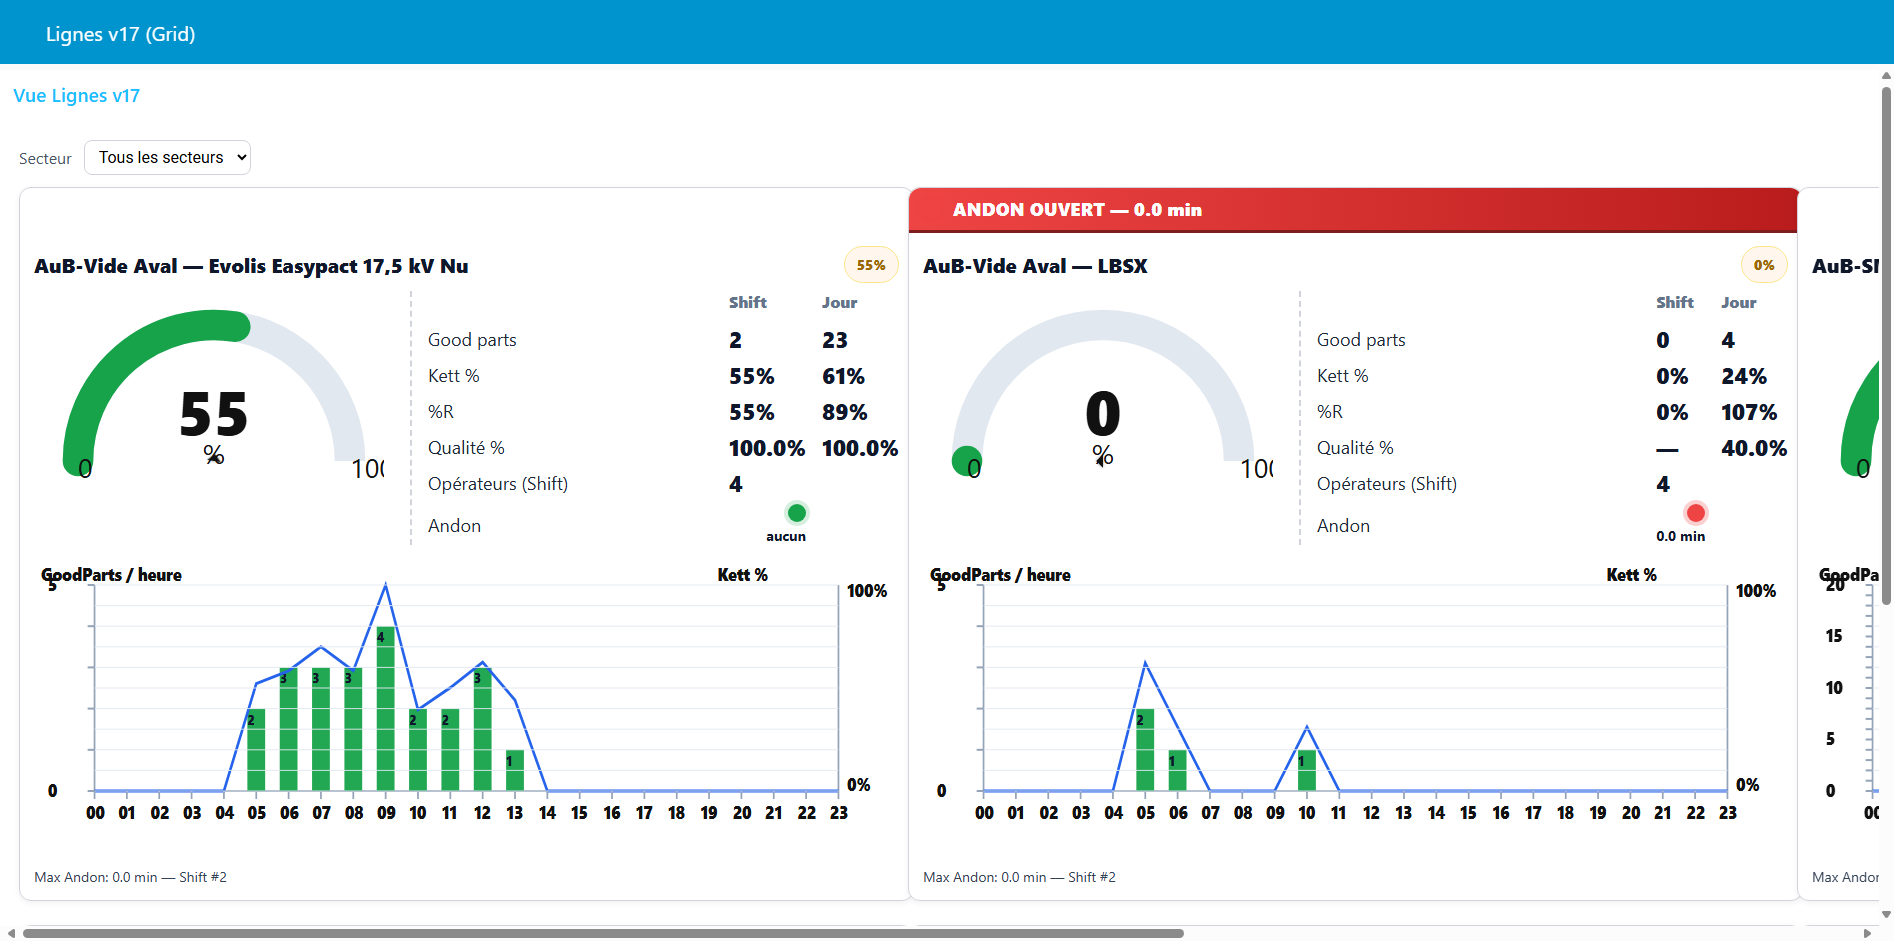 Lignes v17 (Grid)
Vue Lignes v17
Secteur Tous les secteurs
ANDON OUVERT — 0.0 min
AuB-Vide Aval — Evolis Easypact 17,5 kV Nu 55%
Shift Jour
Good parts 2 23
Kett % 55% 61%
%R 55% 89%
Qualité % 100.0% 100.0%
Opérateurs (Shift) 4
Andon
aucun
55
%
0 100
GoodParts / heure Kett %
5 100%
4
3 3 3 3
2 2 2
1
0 0%
00 01 02 03 04 05 06 07 08 09 10 11 12 13 14 15 16 17 18 19 20 21 22 23
Max Andon: 0.0 min — Shift #2
AuB-Vide Aval — LBSX 0%
Shift Jour
Good parts 0 4
Kett % 0% 24%
%R 0% 107%
Qualité % — 40.0%
Opérateurs (Shift) 4
Andon
0.0 min
0
%
0 100
GoodParts / heure Kett %
5 100%
2
1 1
0 0%
00 01 02 03 04 05 06 07 08 09 10 11 12 13 14 15 16 17 18 19 20 21 22 23
Max Andon: 0.0 min — Shift #2
0
GoodPa
20
15
10
5
0
00
Max Andor